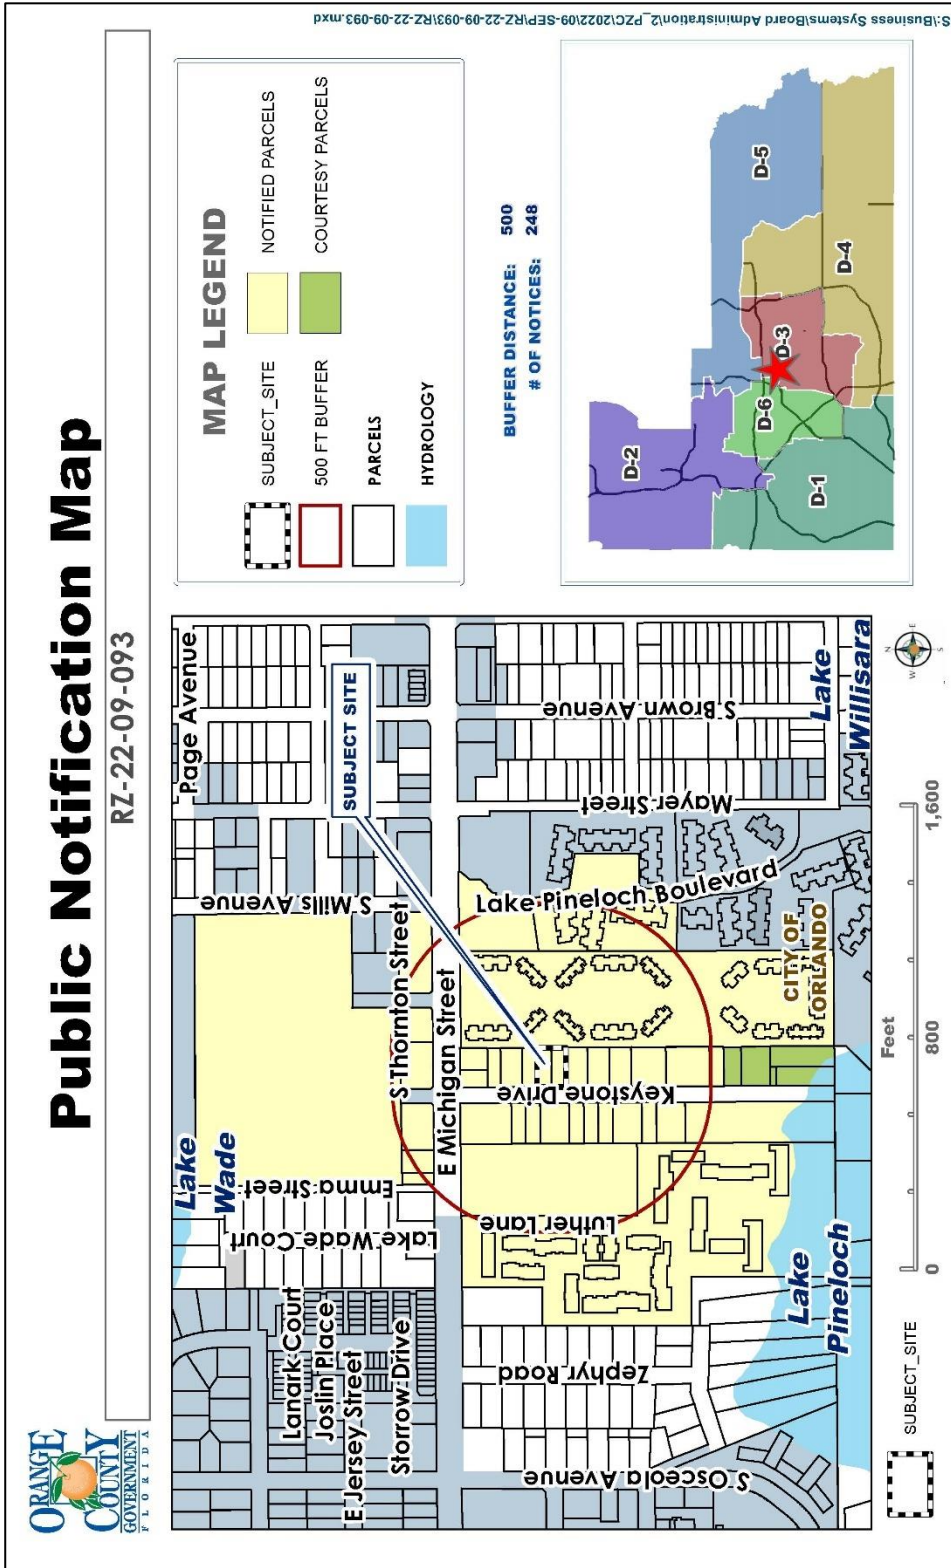 ORANGE
COUNTY
GOVERNMENT
FLORIDA
Public Notification Map
RZ-22-09-093
Lake
Wade
Page Avenue
S Mills Avenue
Emma Street
Lake Wade Court
Lanark Court
Joslin Place
E Jersey Street
Storrow Drive
S Thornton Street
E Michigan Street
SUBJECT SITE
S Osceola Avenue
Zephyr Road
Luther Lane
Keystone Drive
Lake Pineloch Boulevard
Mayer Street
S Brown Avenue
CITY OF
ORLANDO
Lake
Pineloch
Lake
Willisara
SUBJECT_SITE
0
800
1,600
Feet
N
W
E
S
MAP LEGEND
SUBJECT_SITE
NOTIFIED PARCELS
500 FT BUFFER
COURTESY PARCELS
PARCELS
HYDROLOGY
BUFFER DISTANCE: 500
# OF NOTICES: 248
D-2
D-5
D-6
D-3
D-1
D-4
S:\Business Systems\Board Administration\2_PZC\2022\09-SEP\RZ-22-09-093\RZ\RZ-22-09-093.mxd